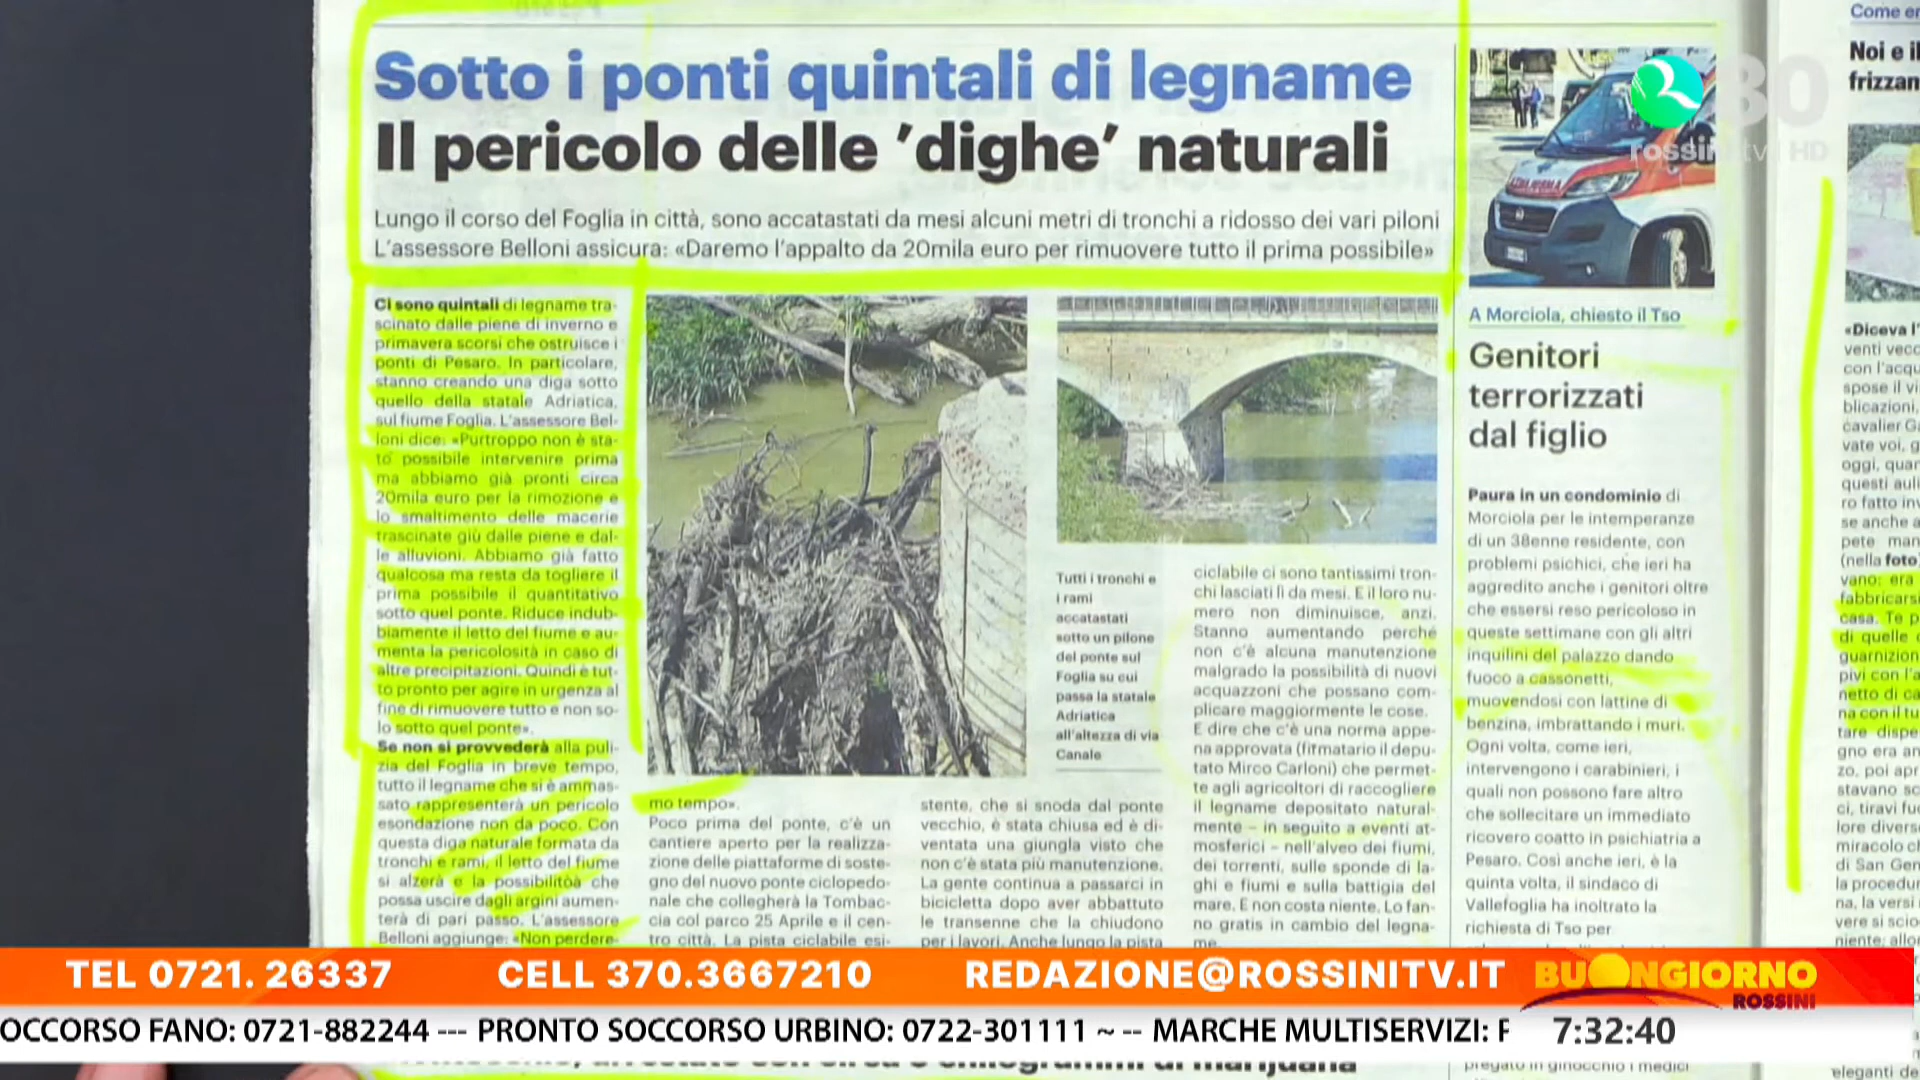 Sotto i ponti quintali di legname
Il pericolo delle 'dighe' naturali
Lungo il corso del Foglia in città, sono accatastati da mesi alcuni metri di tronchi a ridosso dei vari piloni
L'assessore Belloni assicura: «Daremo l'appalto da 20mila euro per rimuovere tutto il prima possibile»
Ci sono quintali di legname tra-
scinato dalle piene di inverno e
primavera scorsi che ostruisce i
ponti di Pesaro. In particolare,
stanno creando una diga sotto
quello della statale Adriatica,
sul fiume Foglia. L'assessore Bel-
loni dice: «Purtroppo non è sta-
to possibile intervenire prima
ma abbiamo già pronti circa
20mila euro per la rimozione e
lo smaltimento delle macerie
trascinate giù dalle piene e dal-
le alluvioni. Abbiamo già fatto
qualcosa ma resta da togliere il
prima possibile il quantitativo
sotto quel ponte. Riduce indub-
biamente il letto del fiume e au-
menta la pericolosità in caso di
altre precipitazioni. Quindi è tut-
to pronto per agire in urgenza al
fine di rimuovere tutto e non so-
lo sotto quel ponte».
Se non si provvederà alla puli-
zia del Foglia in breve tempo,
tutto il legname che si è ammas-
sato rappresenterà un pericolo
esondazione non da poco. Con
questa diga naturale formata da
tronchi e rami, il letto del fiume
si alzerà e la possibilitòà che
possa uscire dagli argini aumen-
terà di pari passo. L'assessore
Belloni aggiunge: «Non perdere-
mo tempo».
Poco prima del ponte, c'è un
cantiere aperto per la realizza-
zione delle piattaforme di soste-
gno del nuovo ponte ciclopedo-
nale che collegherà la Tombac-
cia col parco 25 Aprile e il cen-
tro città. La pista ciclabile esi-
stente, che si snoda dal ponte
vecchio, è stata chiusa ed è di-
ventata una giungla visto che
non c'è stata più manutenzione.
La gente continua a passarci in
bicicletta dopo aver abbattuto
le transenne che la chiudono
per i lavori. Anche lungo la pista
Tutti i tronchi e
i rami
accatastati
sotto un pilone
del ponte sul
Foglia su cui
passa la statale
Adriatica
all'altezza di via
Canale
ciclabile ci sono tantissimi tron-
chi lasciati lì da mesi. E il loro nu-
mero non diminuisce, anzi.
Stanno aumentando perché
non c'è alcuna manutenzione
malgrado la possibilità di nuovi
acquazzoni che possano com-
plicare maggiormente le cose.
E dire che c'è una norma appe-
na approvata (firmatario il depu-
tato Mirco Carloni) che permet-
te agli agricoltori di raccogliere
il legname depositato natural-
mente – in seguito a eventi at-
mosferici – nell'alveo dei fiumi,
dei torrenti, sulle sponde di la-
ghi e fiumi e sulla battigia del
mare. E non costa niente. Lo fan-
no gratis in cambio del legna-
me.
A Morciola, chiesto il Tso
Genitori
terrorizzati
dal figlio
Paura in un condominio di
Morciola per le intemperanze
di un 38enne residente, con
problemi psichici, che ieri ha
aggredito anche i genitori oltre
che essersi reso pericoloso in
queste settimane con gli altri
inquilini del palazzo dando
fuoco a cassonetti,
muovendosi con lattine di
benzina, imbrattando i muri.
Ogni volta, come ieri,
intervengono i carabinieri, i
quali non possono fare altro
che sollecitare un immediato
ricovero coatto in psichiatria a
Pesaro. Così anche ieri, è la
quinta volta, il sindaco di
Vallefoglia ha inoltrato la
richiesta di Tso per
80
rossini tv HD
Noi e il
«Diceva l'
(nella foto)
TEL 0721. 26337 CELL 370.3667210 REDAZIONE@ROSSINITV.IT BUONGIORNO
ROSSINI
OCCORSO FANO: 0721-882244 --- PRONTO SOCCORSO URBINO: 0722-301111 ~ -- MARCHE MULTISERVIZI: 7:32:40